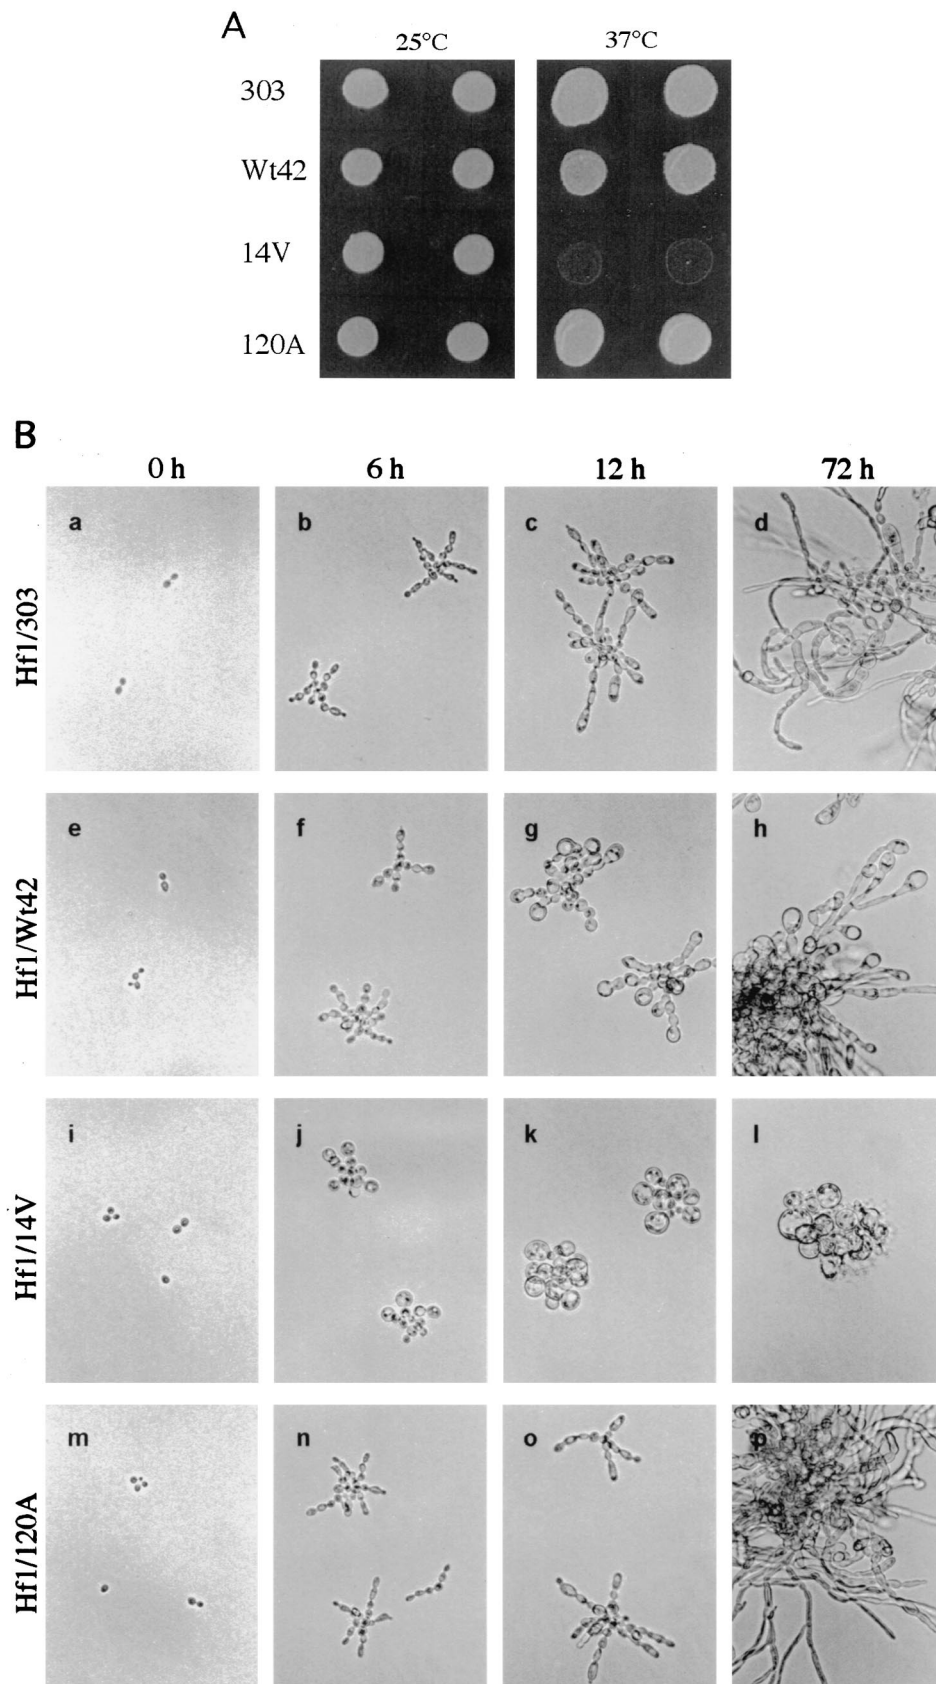 A
25°C 37°C
303
Wt42
14V
120A
B
0 h 6 h 12 h 72 h
Hf1/303
a b c d
Hf1/Wt42
e f g h
Hf1/14V
i j k l
Hf1/120A
m n o p